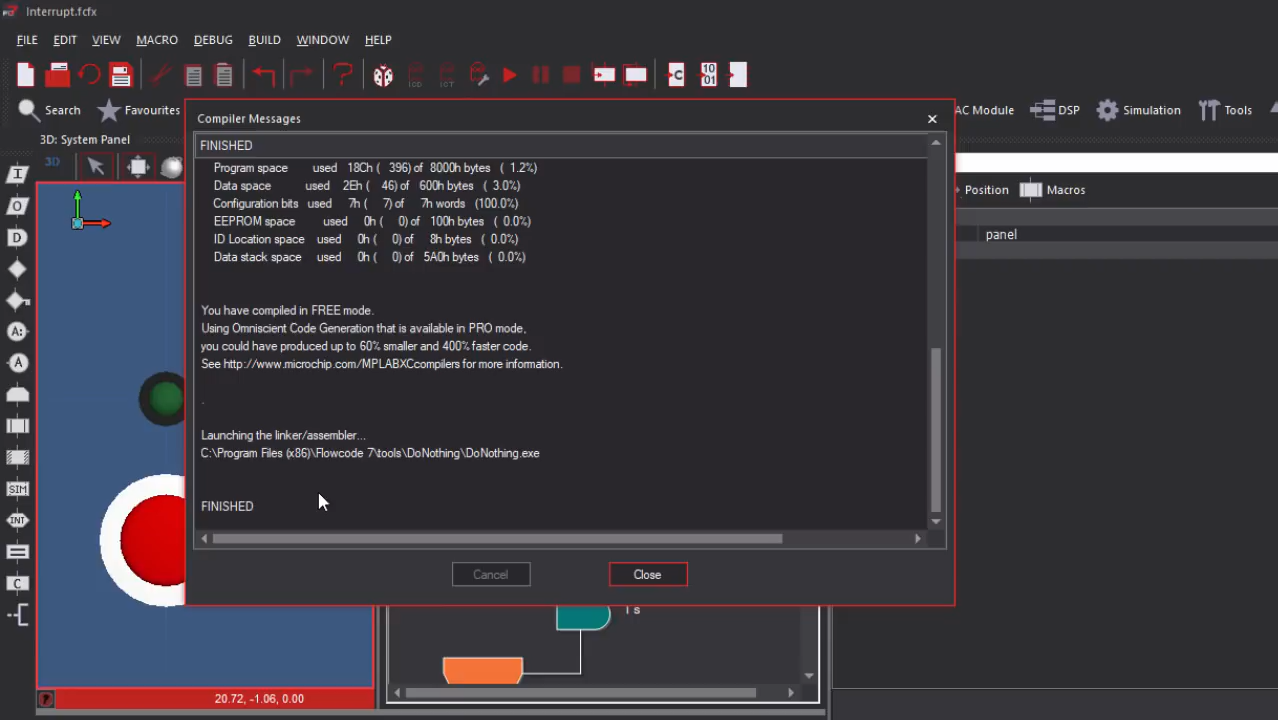 Interrupt.fcfx
FILE EDIT VIEW MACRO DEBUG BUILD WINDOW HELP
Search Favourites AC Module DSP Simulation Tools
3D: System Panel
3D
Compiler Messages
FINISHED
Program space used 18Ch ( 396) of 8000h bytes ( 1.2%)
Data space used 2Eh ( 46) of 600h bytes ( 3.0%)
Configuration bits used 7h ( 7) of 7h words (100.0%)
EEPROM space used 0h ( 0) of 100h bytes ( 0.0%)
ID Location space used 0h ( 0) of 8h bytes ( 0.0%)
Data stack space used 0h ( 0) of 5A0h bytes ( 0.0%)
You have compiled in FREE mode.
Using Omniscient Code Generation that is available in PRO mode,
you could have produced up to 60% smaller and 400% faster code.
See http://www.microchip.com/MPLABXCcompilers for more information.
.
Launching the linker/assembler...
C:\Program Files (x86)\Flowcode 7\tools\DoNothing\DoNothing.exe
FINISHED
Cancel Close
Position Macros
panel
I
O
D
A:
A
SIM
INT
C
C
10
01
1 s
20.72, -1.06, 0.00